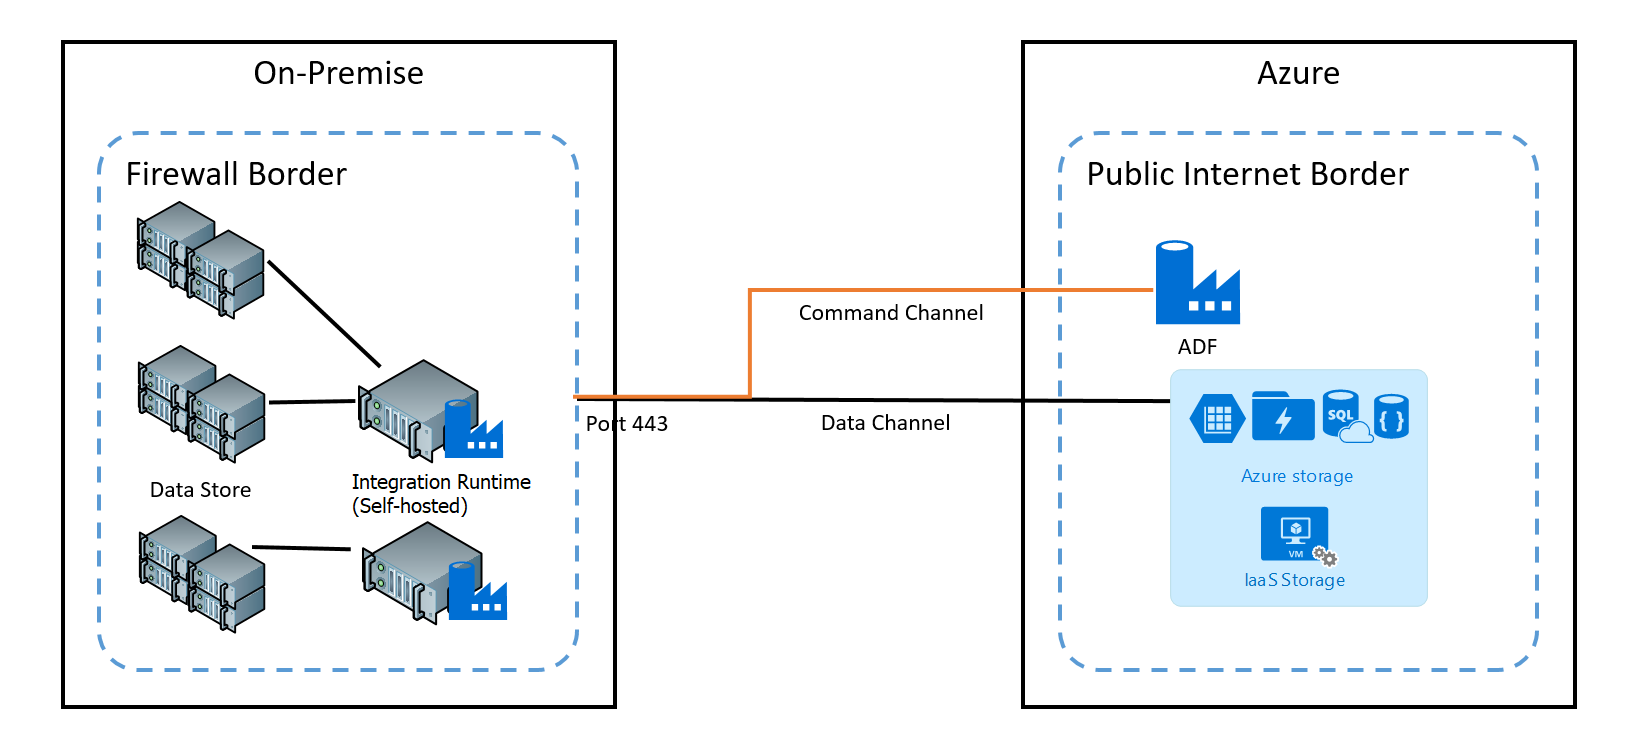 On-Premise
Azure
Firewall Border
Public Internet Border
Command Channel
ADF
Port 443
Data Channel
SQL
{ }
Azure storage
Data Store
Integration Runtime
(Self-hosted)
VM
IaaS Storage